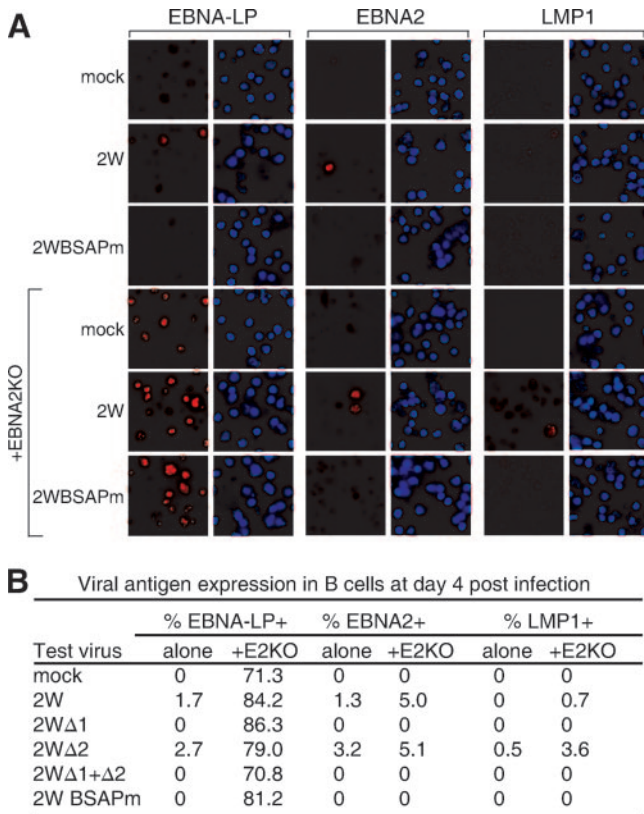 A
EBNA-LP EBNA2 LMP1
mock
2W
2WBSAPm
+EBNA2KO
mock
2W
2WBSAPm
B Viral antigen expression in B cells at day 4 post infection
% EBNA-LP+ % EBNA2+ % LMP1+
Test virus alone +E2KO alone +E2KO alone +E2KO
mock 0 71.3 0 0 0 0
2W 1.7 84.2 1.3 5.0 0 0.7
2WΔ1 0 86.3 0 0 0 0
2WΔ2 2.7 79.0 3.2 5.1 0.5 3.6
2WΔ1+Δ2 0 70.8 0 0 0 0
2W BSAPm 0 81.2 0 0 0 0